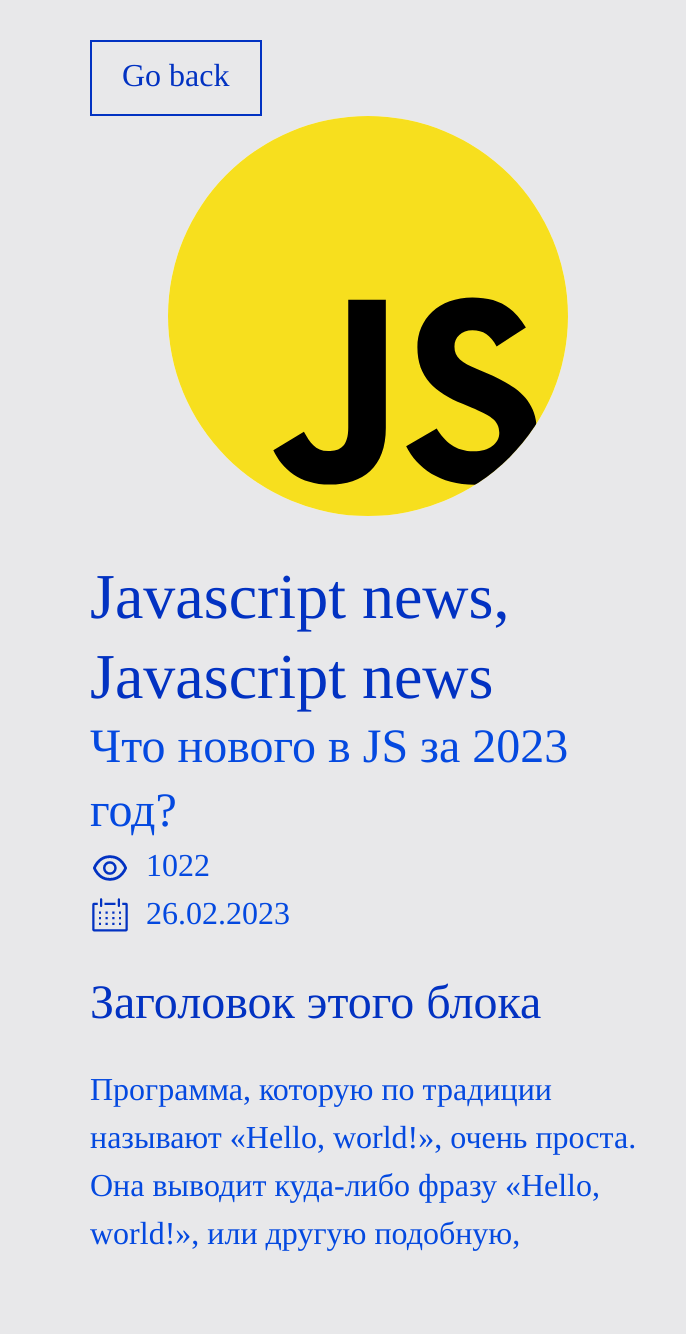 Go back
JS
Javascript news,
Javascript news
Что нового в JS за 2023
год?
1022
26.02.2023
Заголовок этого блока
Программа, которую по традиции
называют «Hello, world!», очень проста.
Она выводит куда-либо фразу «Hello,
world!», или другую подобную,